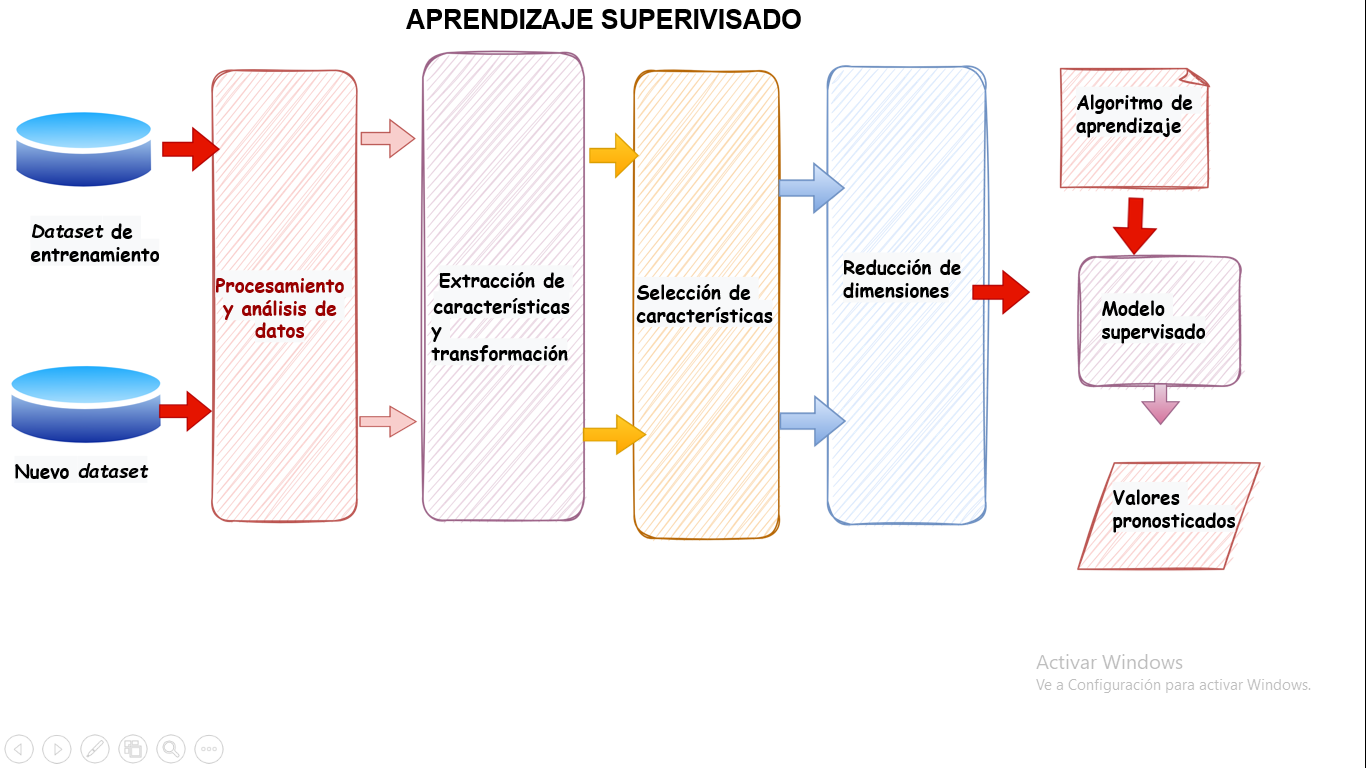 APRENDIZAJE SUPERIVISADO
Dataset de
entrenamiento
Nuevo dataset
Procesamiento
y análisis de
datos
Extracción de
características
y
transformación
Selección de
características
Reducción de
dimensiones
Algoritmo de
aprendizaje
Modelo
supervisado
Valores
pronosticados
Activar Windows
Ve a Configuración para activar Windows.